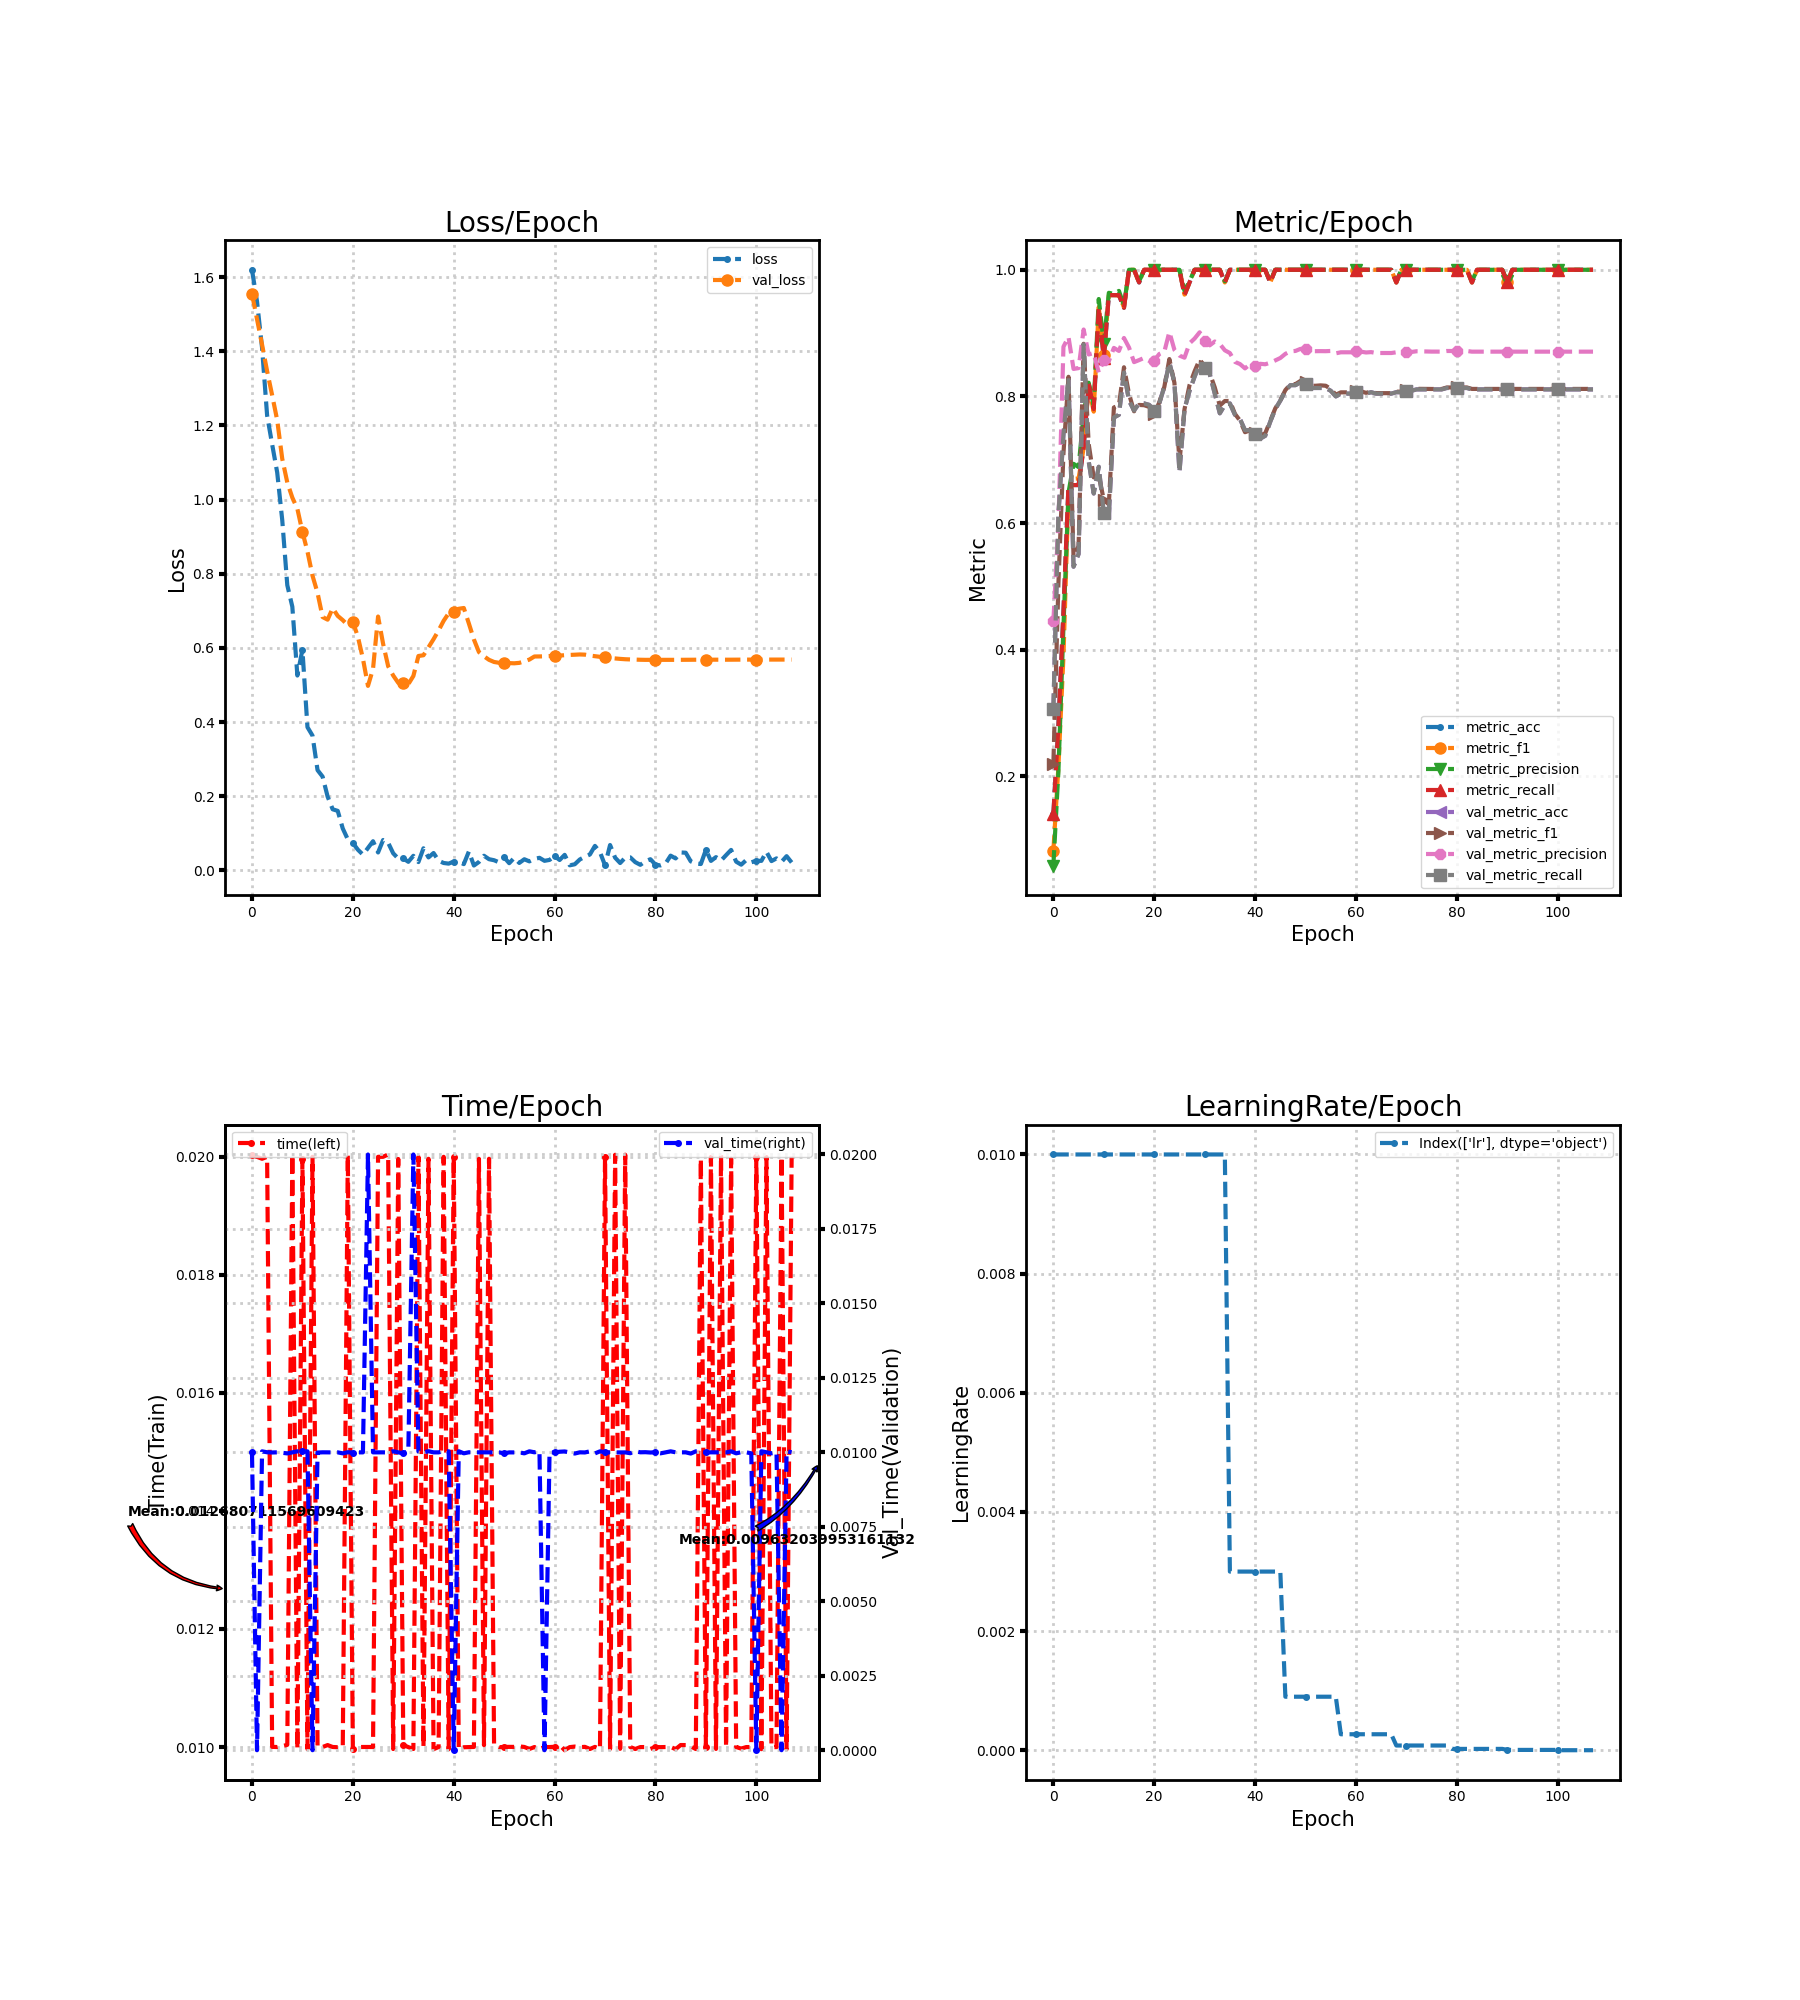 Loss/Epoch
loss
val_loss
1.6
1.4
1.2
1.0
0.8
0.6
0.4
0.2
0.0
Loss
0
20
40
60
80
100
Epoch
Metric/Epoch
1.0
0.8
0.6
0.4
0.2
Metric
metric_acc
metric_f1
metric_precision
metric_recall
val_metric_acc
val_metric_f1
val_metric_precision
val_metric_recall
0
20
40
60
80
100
Epoch
Time/Epoch
time(left)
val_time(right)
0.020
0.018
0.016
0.012
0.010
Time(Train)
Mean:0.012680711569609423
0.0200
0.0175
0.0150
0.0125
0.0100
0.0075
0.0050
0.0025
0.0000
Val_Time(Validation)
Mean:0.009632039953161132
0
20
40
60
80
100
Epoch
LearningRate/Epoch
Index(['lr'], dtype='object')
0.010
0.008
0.006
0.004
0.002
0.000
LearningRate
0
20
40
60
80
100
Epoch